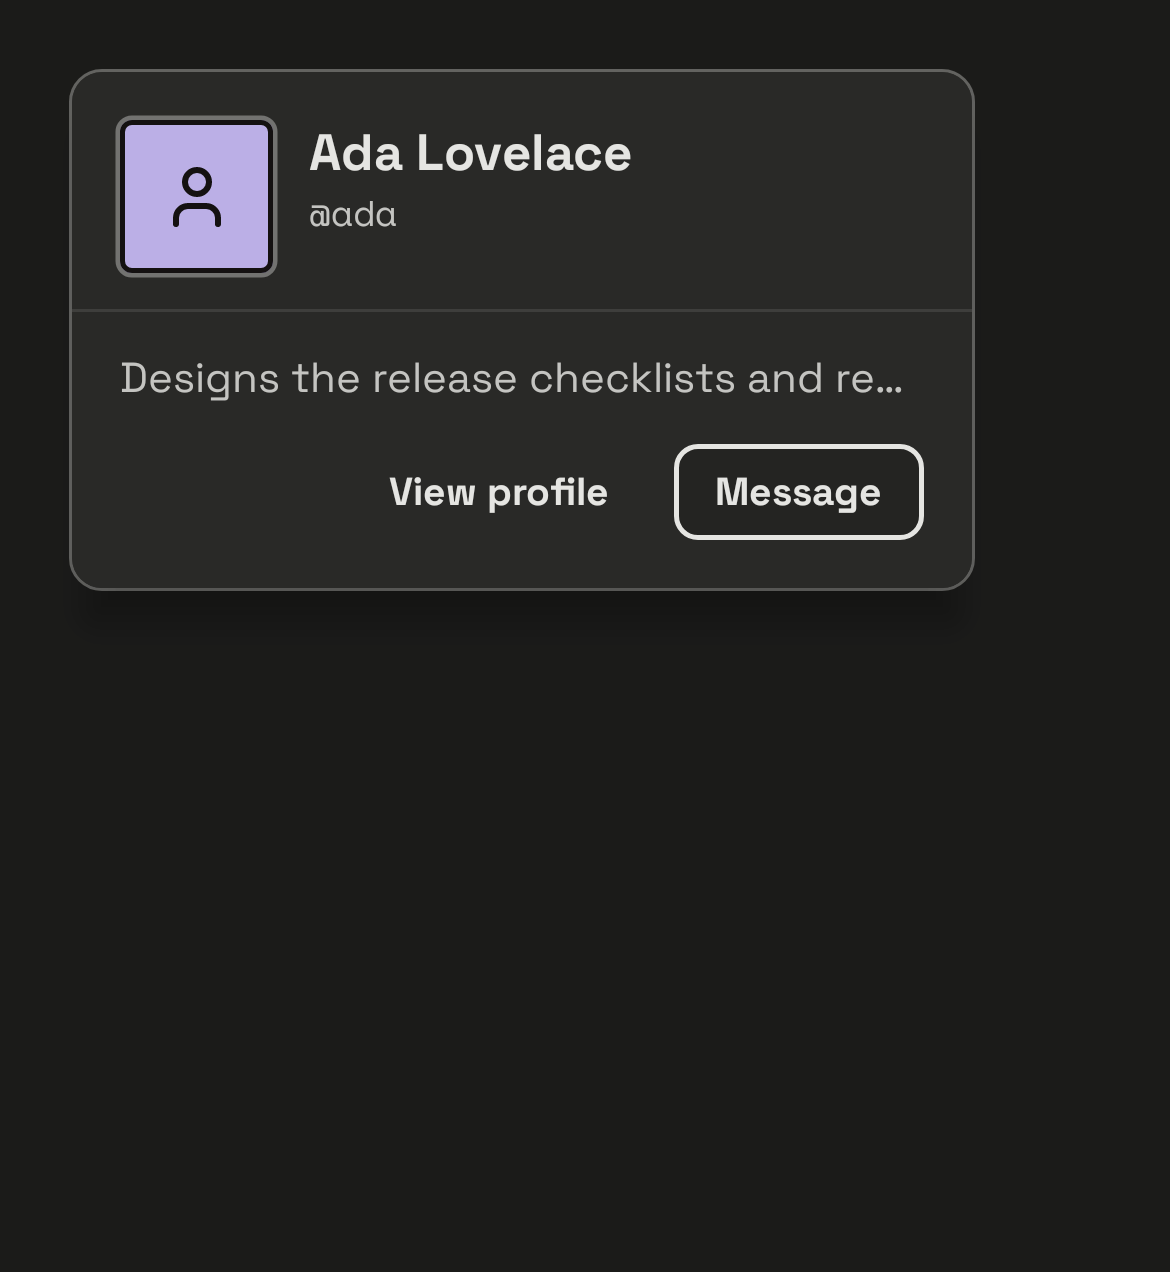 Ada Lovelace
@ada
Designs the release checklists and re…
View profile
Message